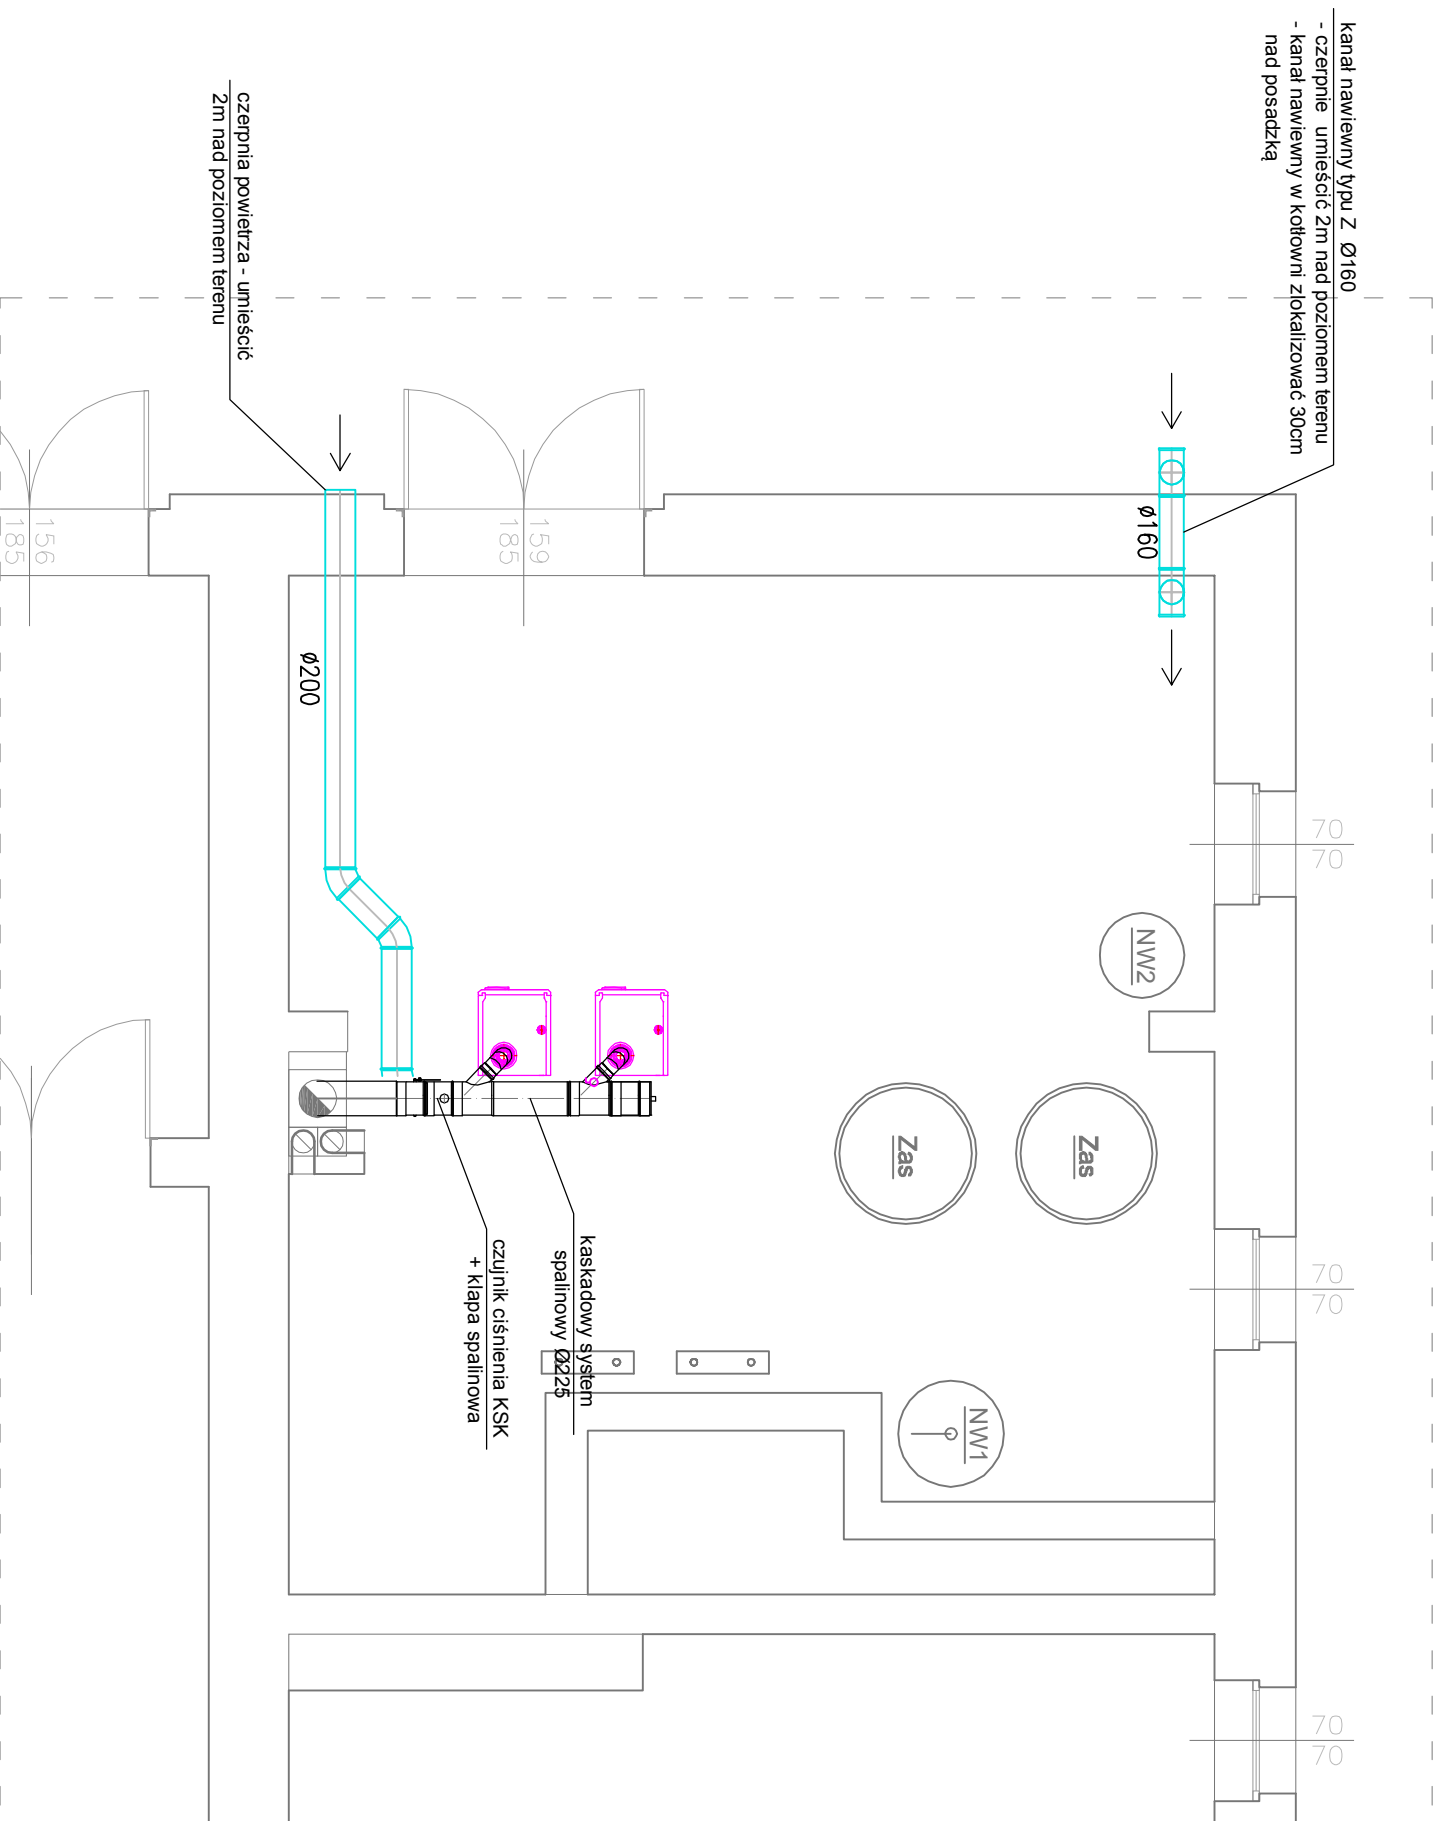 kanał nawiewny typu Z Ø160
- czerpnie umieścić 2m nad poziomem terenu
- kanał nawiewny w kotłowni zlokalizować 30cm
nad posadzką
czerpnia powietrza - umieścić
2m nad poziomem terenu
ø160
159
185
156
185
ø200
70
70
NW2
Zas
Zas
70
70
kaskadowy system
spalinowy Ø225
czujnik ciśnienia KSK
+ klapa spalinowa
NW1
70
70